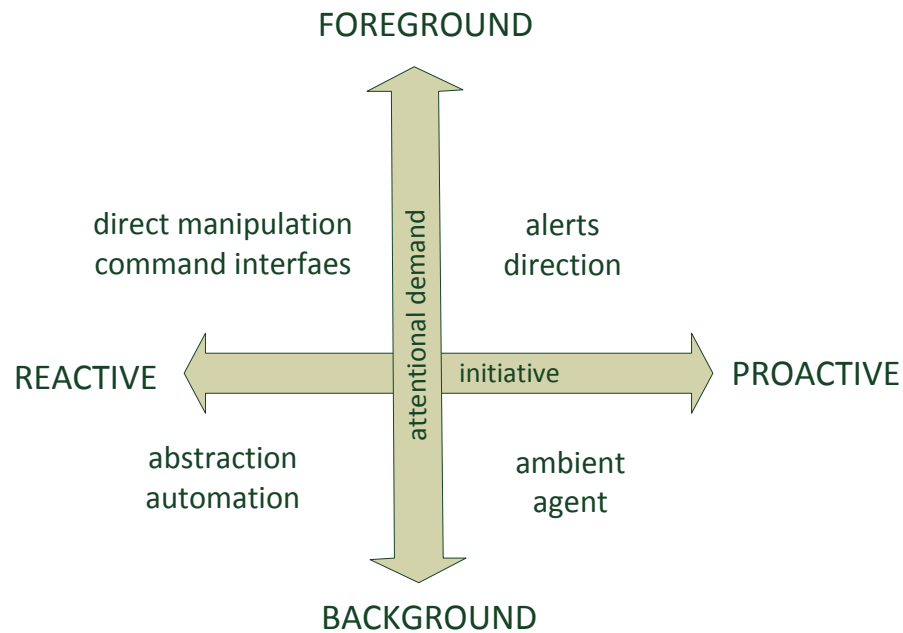 FOREGROUND
direct manipulation
command interfaes
alerts
direction
attentional demand
REACTIVE
initiative
PROACTIVE
abstraction
automation
ambient
agent
BACKGROUND